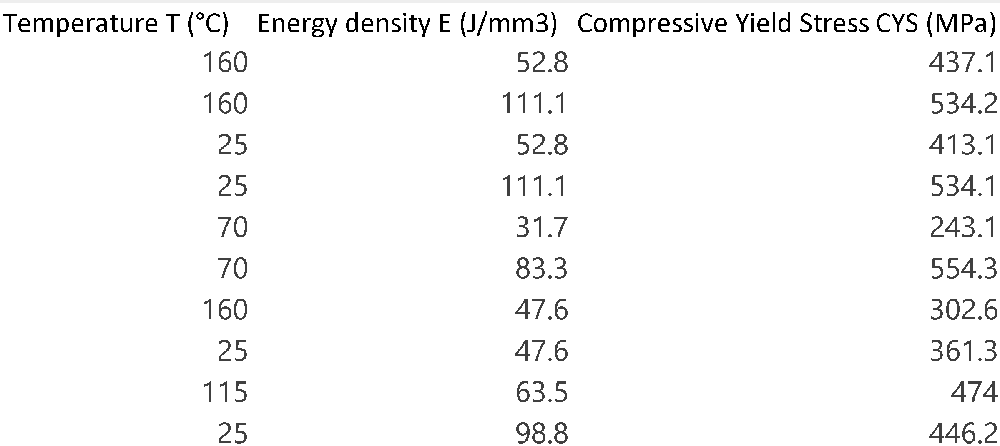 Temperature T (°C) Energy density E (J/mm3) Compressive Yield Stress CYS (MPa)
160 52.8 437.1
160 111.1 534.2
25 52.8 413.1
25 111.1 534.1
70 31.7 243.1
70 83.3 554.3
160 47.6 302.6
25 47.6 361.3
115 63.5 474
25 98.8 446.2